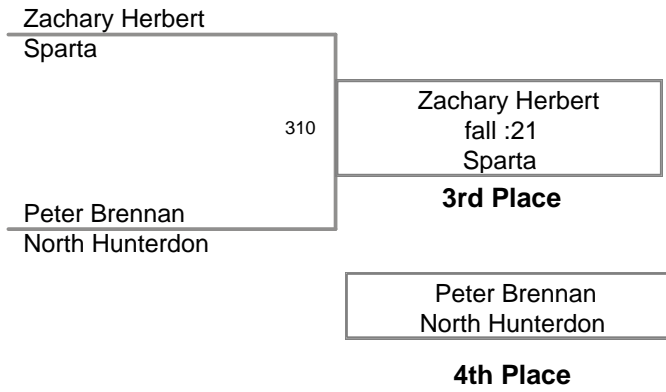 Zachary Herbert
Sparta
310
Zachary Herbert
fall :21
Sparta
3rd Place
Peter Brennan
North Hunterdon
Peter Brennan
North Hunterdon
4th Place